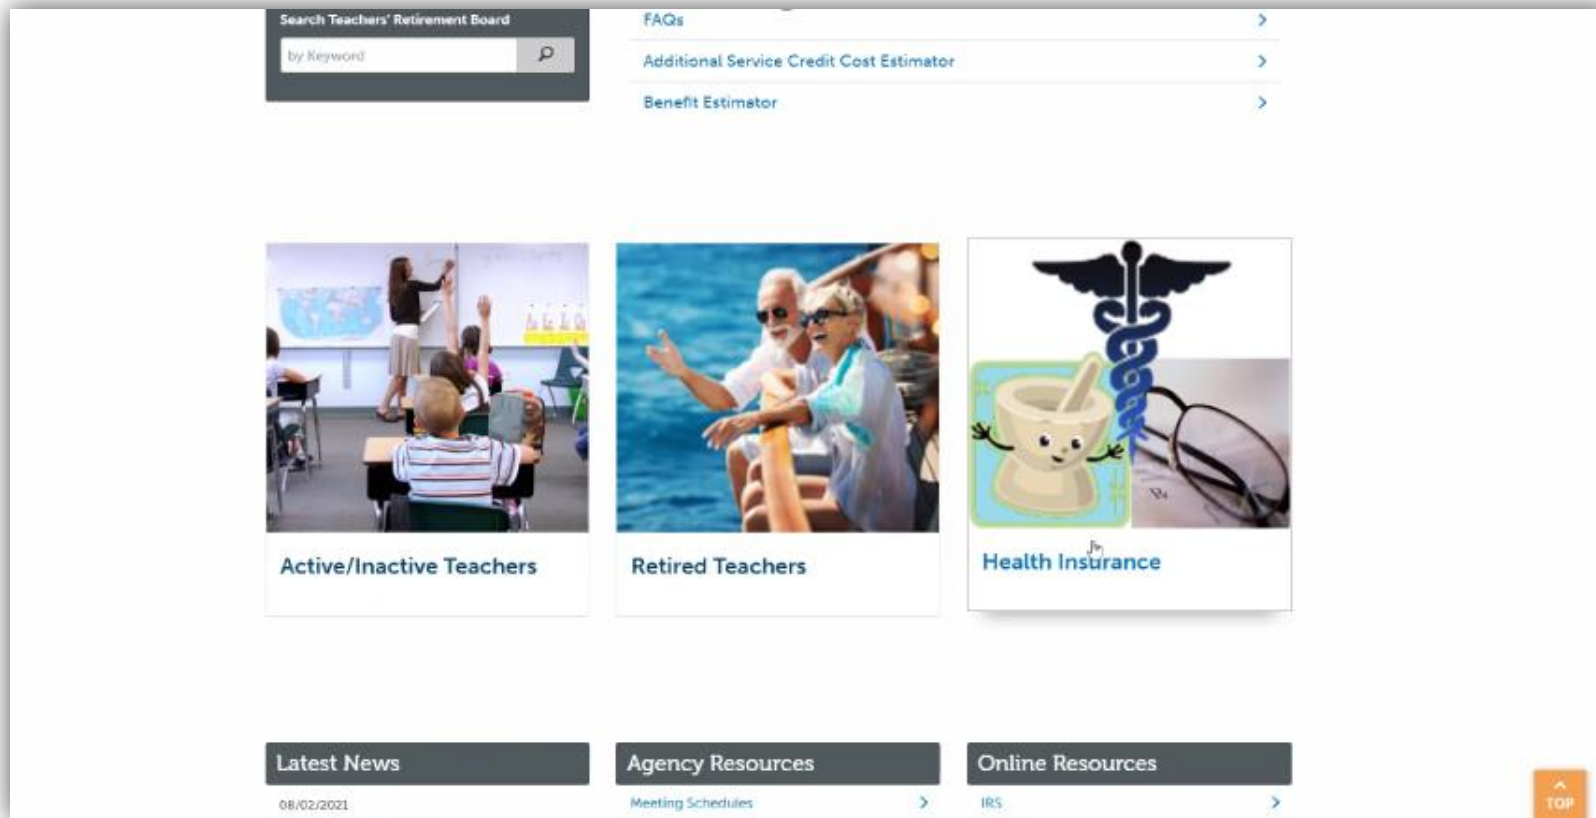 Search Teachers' Retirement Board
by Keyword
FAQs
Additional Service Credit Cost Estimator
Benefit Estimator
Active/Inactive Teachers
Retired Teachers
Health Insurance
Latest News
08/02/2021
Agency Resources
Meeting Schedules
Online Resources
IRS
TOP